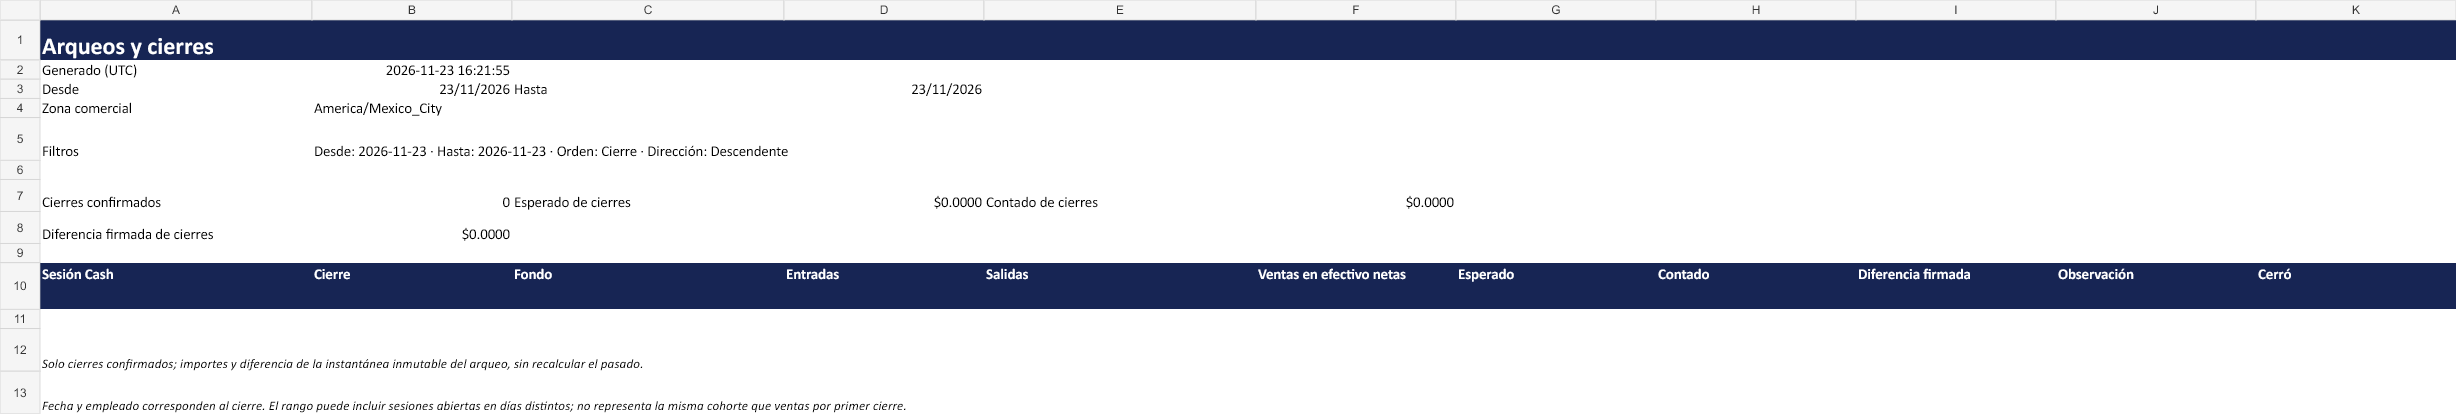 A B C D E F G H I J K
1 Arqueos y cierres
2 Generado (UTC) 2026-11-23 16:21:55
3 Desde 23/11/2026 Hasta 23/11/2026
4 Zona comercial America/Mexico_City
5 Filtros Desde: 2026-11-23 · Hasta: 2026-11-23 · Orden: Cierre · Dirección: Descendente
6
7 Cierres confirmados 0 Esperado de cierres $0.0000 Contado de cierres $0.0000
8 Diferencia firmada de cierres $0.0000
9
10 Sesión Cash Cierre Fondo Entradas Salidas Ventas en efectivo netas Esperado Contado Diferencia firmada Observación Cerró
11
12 Solo cierres confirmados; importes y diferencia de la instantánea inmutable del arqueo, sin recalcular el pasado.
13 Fecha y empleado corresponden al cierre. El rango puede incluir sesiones abiertas en días distintos; no representa la misma cohorte que ventas por primer cierre.